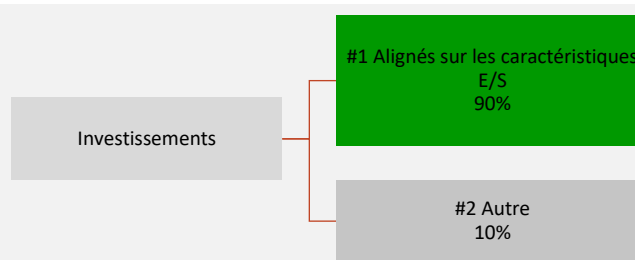 Investissements
#1 Alignés sur les caractéristiques
E/S
90%
#2 Autre
10%